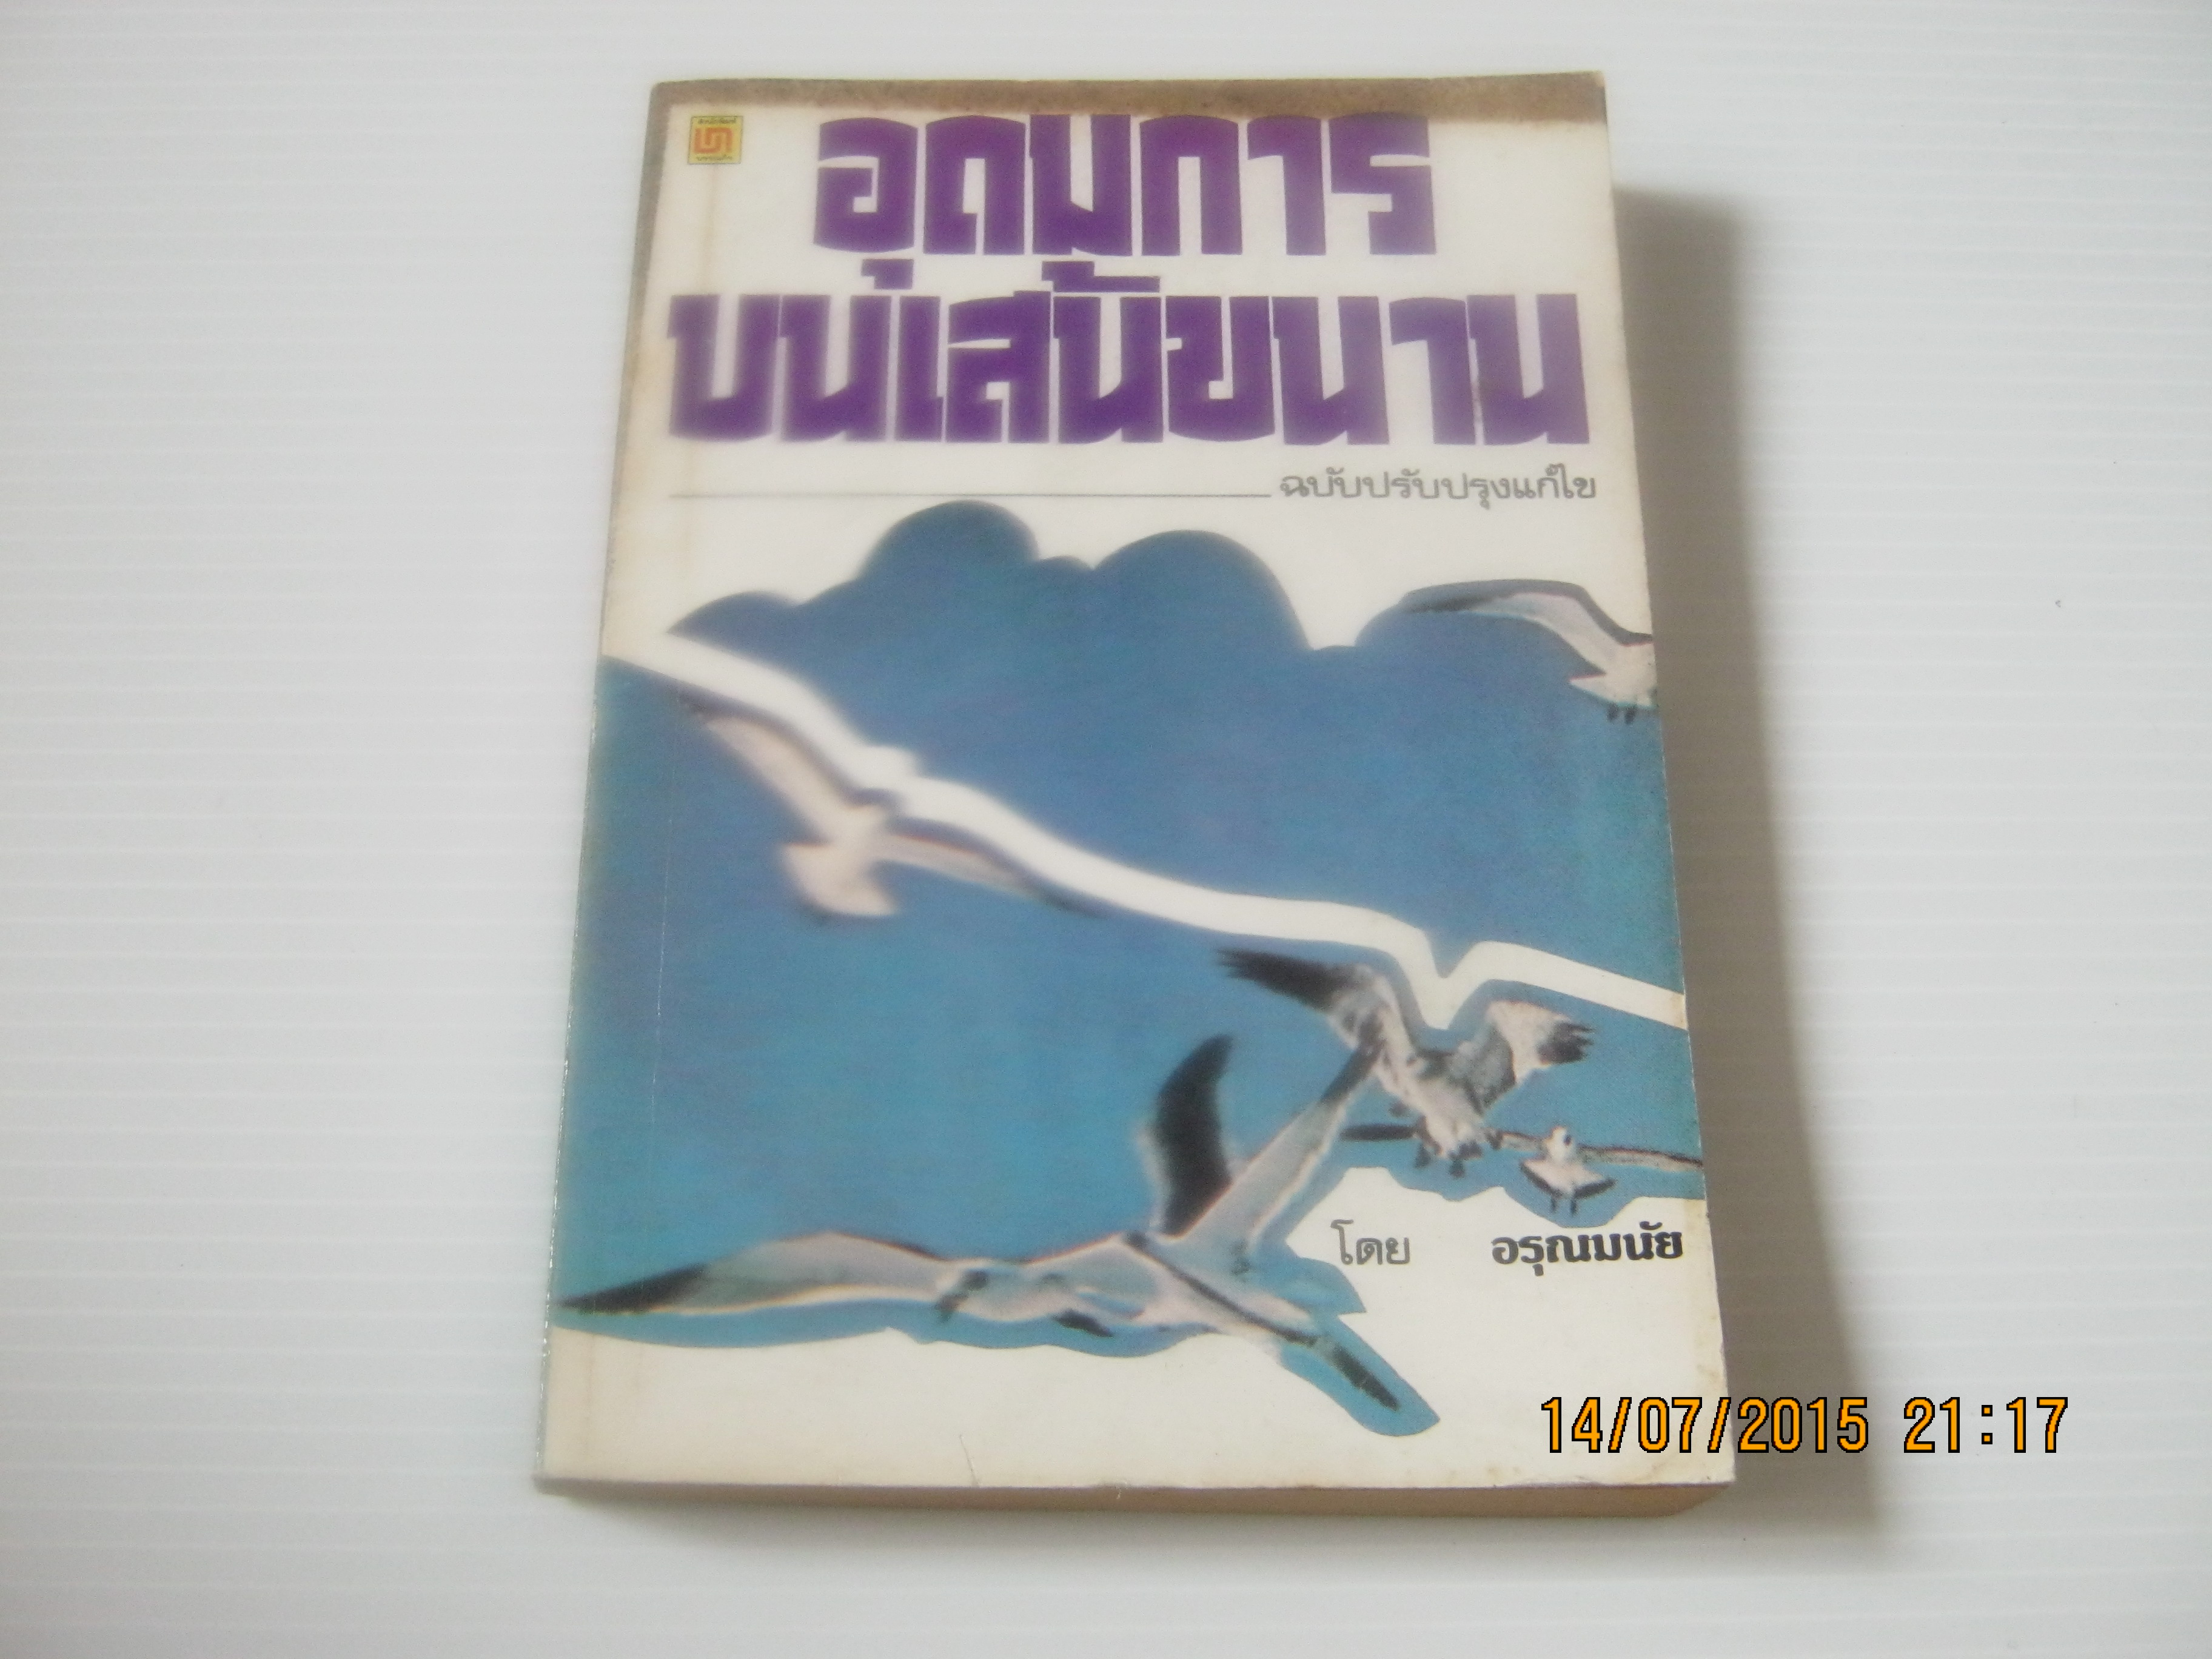 อุดมการ
บนเส้นขนาน
ฉบับปรับปรุงแก้ไข
โดย อรุณมนัย
14/07/2015 21:17